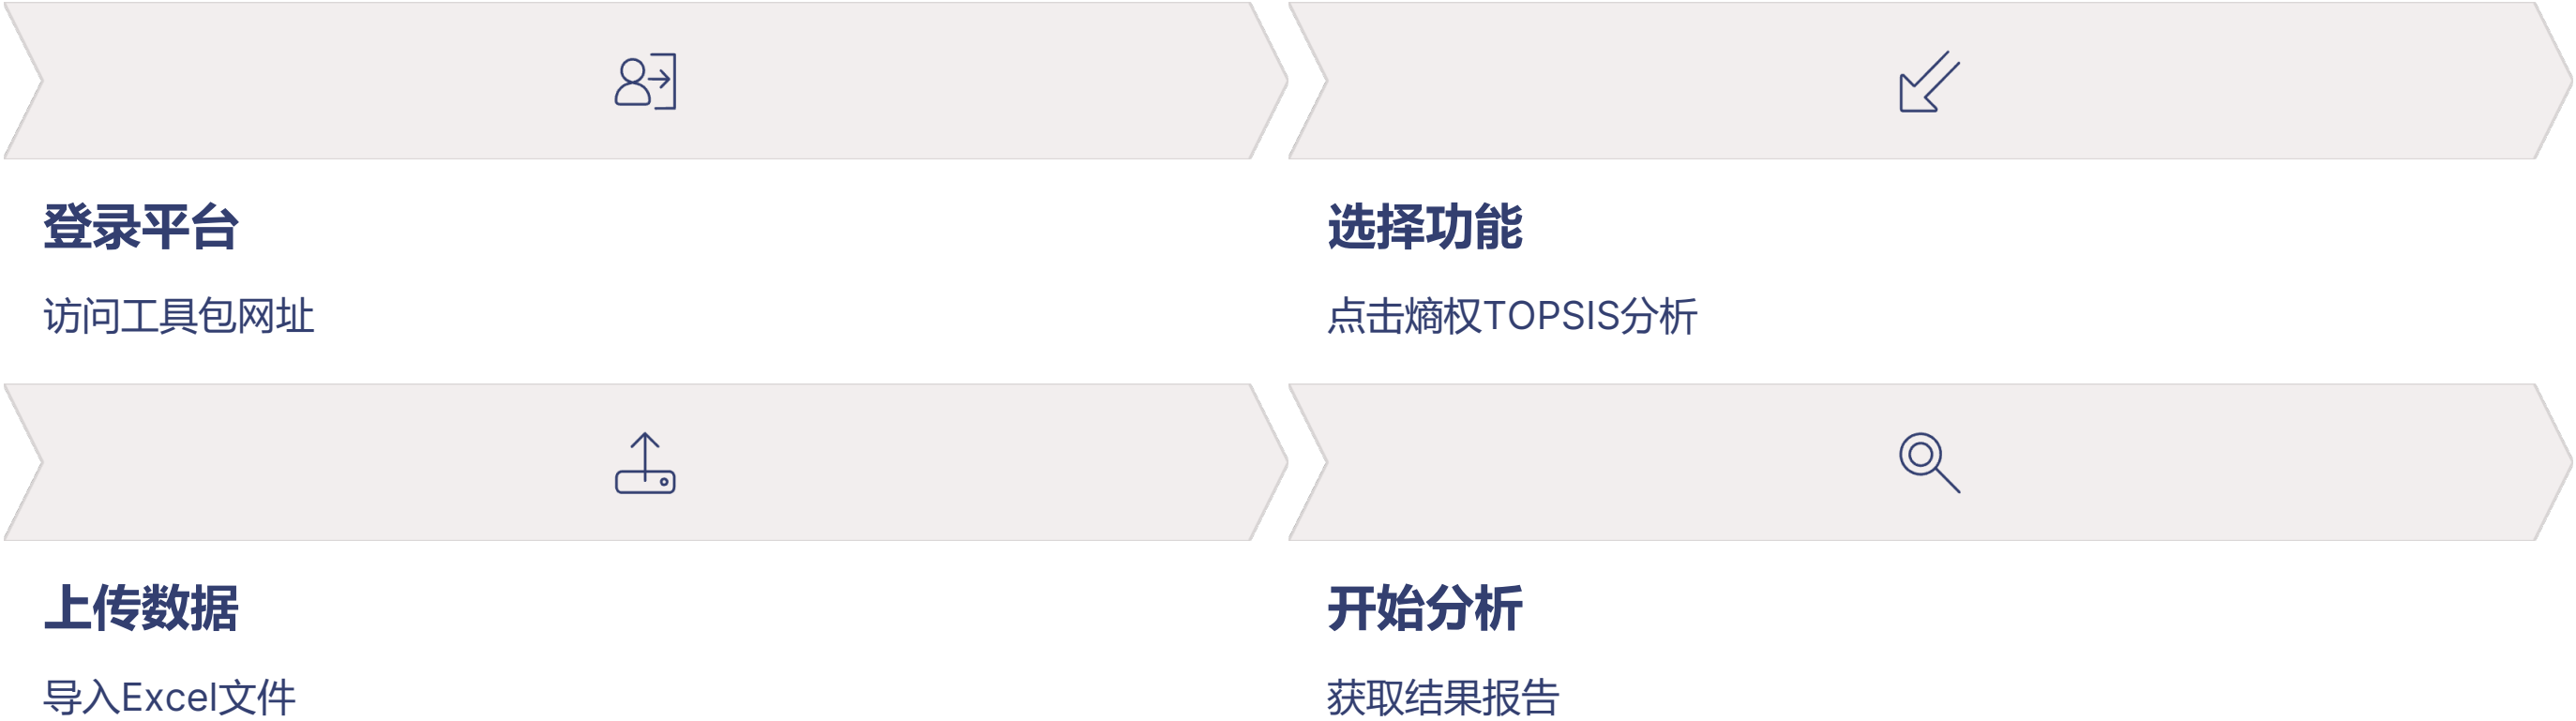 登录平台
访问工具包网址
选择功能
点击熵权TOPSIS分析
上传数据
导入Excel文件
开始分析
获取结果报告